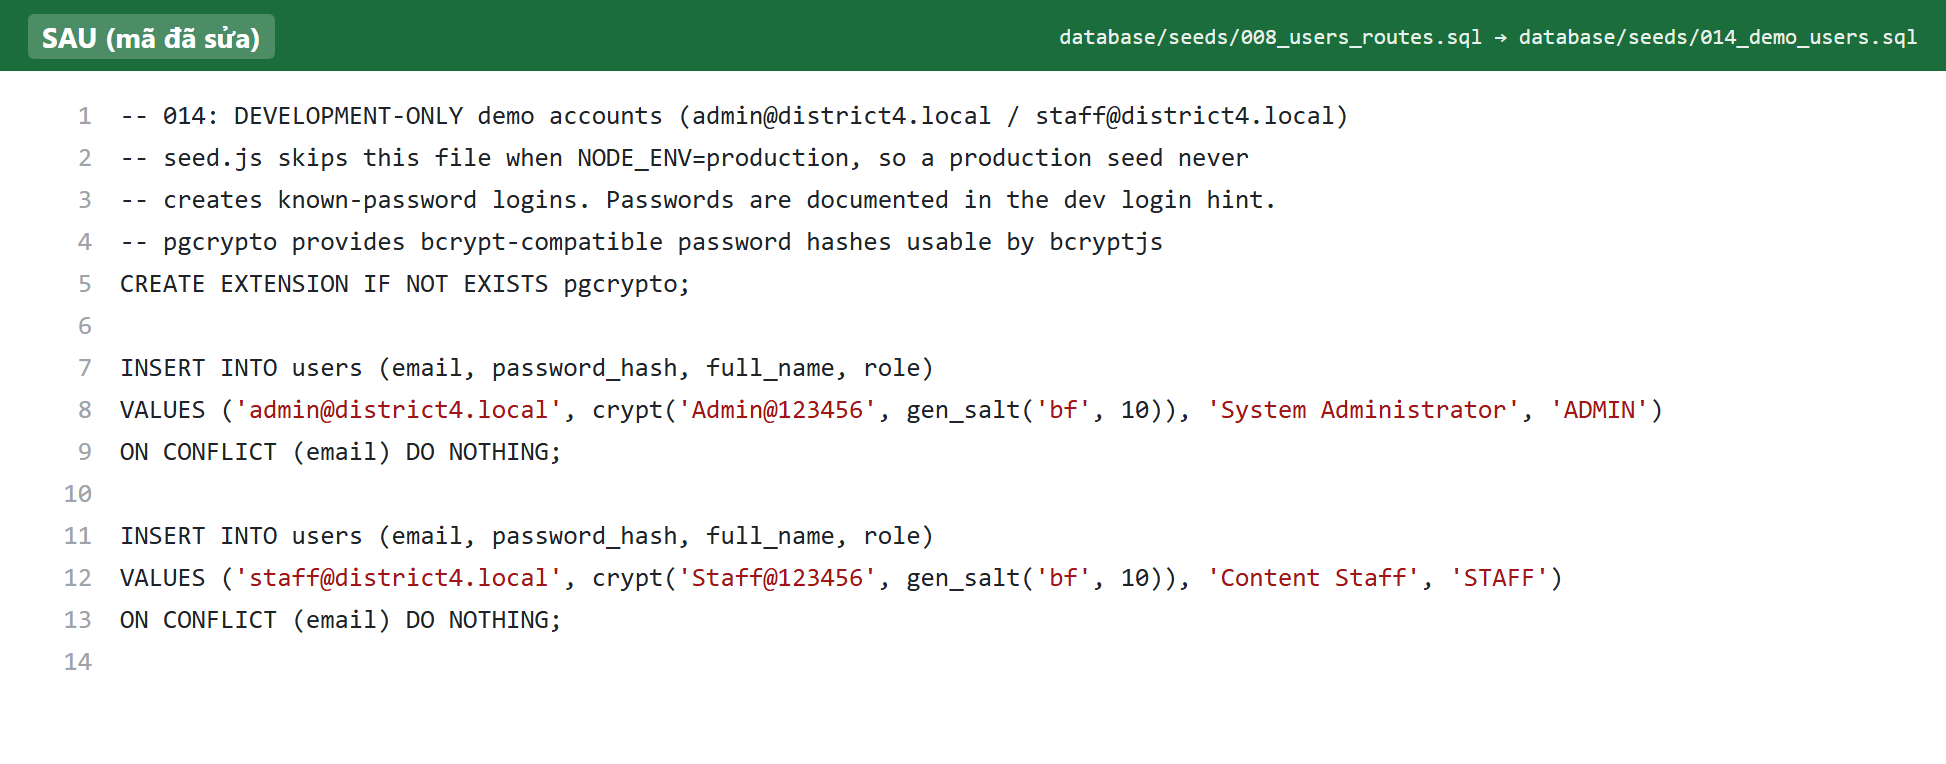 SAU (mã đã sửa)
database/seeds/008_users_routes.sql → database/seeds/014_demo_users.sql
1 -- 014: DEVELOPMENT-ONLY demo accounts (admin@district4.local / staff@district4.local)
2 -- seed.js skips this file when NODE_ENV=production, so a production seed never
3 -- creates known-password logins. Passwords are documented in the dev login hint.
4 -- pgcrypto provides bcrypt-compatible password hashes usable by bcryptjs
5 CREATE EXTENSION IF NOT EXISTS pgcrypto;
6
7 INSERT INTO users (email, password_hash, full_name, role)
8 VALUES ('admin@district4.local', crypt('Admin@123456', gen_salt('bf', 10)), 'System Administrator', 'ADMIN')
9 ON CONFLICT (email) DO NOTHING;
10
11 INSERT INTO users (email, password_hash, full_name, role)
12 VALUES ('staff@district4.local', crypt('Staff@123456', gen_salt('bf', 10)), 'Content Staff', 'STAFF')
13 ON CONFLICT (email) DO NOTHING;
14